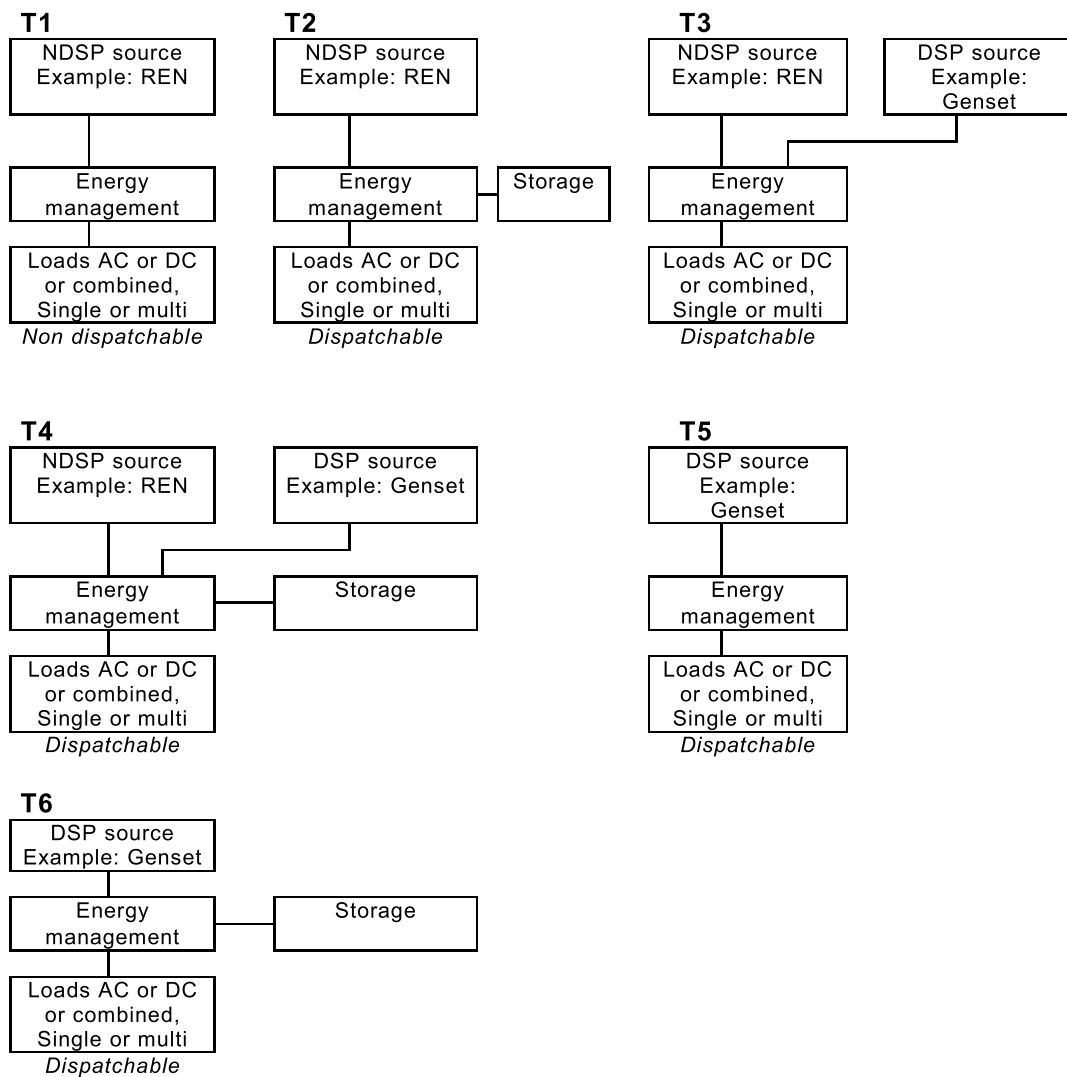 T1
NDSP source
Example: REN
Energy
management
Loads AC or DC
or combined,
Single or multi
Non dispatchable
T2
NDSP source
Example: REN
Energy
management
Storage
Loads AC or DC
or combined,
Single or multi
Dispatchable
T3
NDSP source
Example: REN
DSP source
Example:
Genset
Energy
management
Loads AC or DC
or combined,
Single or multi
Dispatchable
T4
NDSP source
Example: REN
DSP source
Example: Genset
Energy
management
Storage
Loads AC or DC
or combined,
Single or multi
Dispatchable
T5
DSP source
Example:
Genset
Energy
management
Loads AC or DC
or combined,
Single or multi
Dispatchable
T6
DSP source
Example: Genset
Energy
management
Storage
Loads AC or DC
or combined,
Single or multi
Dispatchable